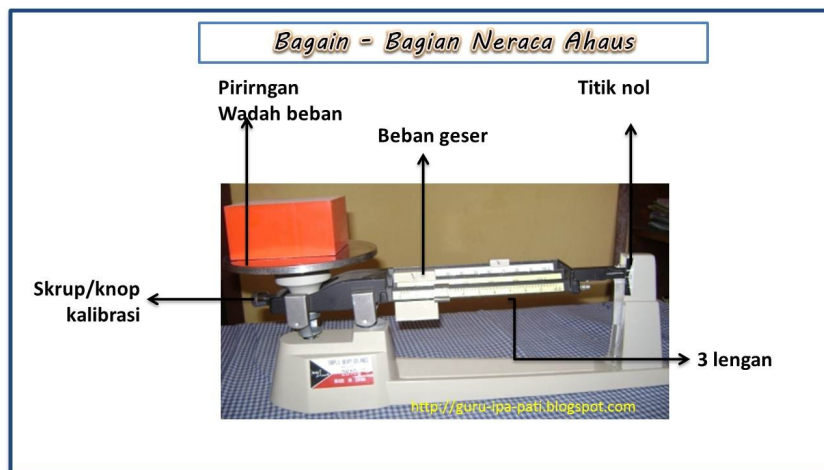 Bagain - Bagian Neraca Ahaus
Pirirngan
Wadah beban
Titik nol
Beban geser
Skrup/knop
kalibrasi
3 lengan
http://guru-ipa-pati.blogspot.com